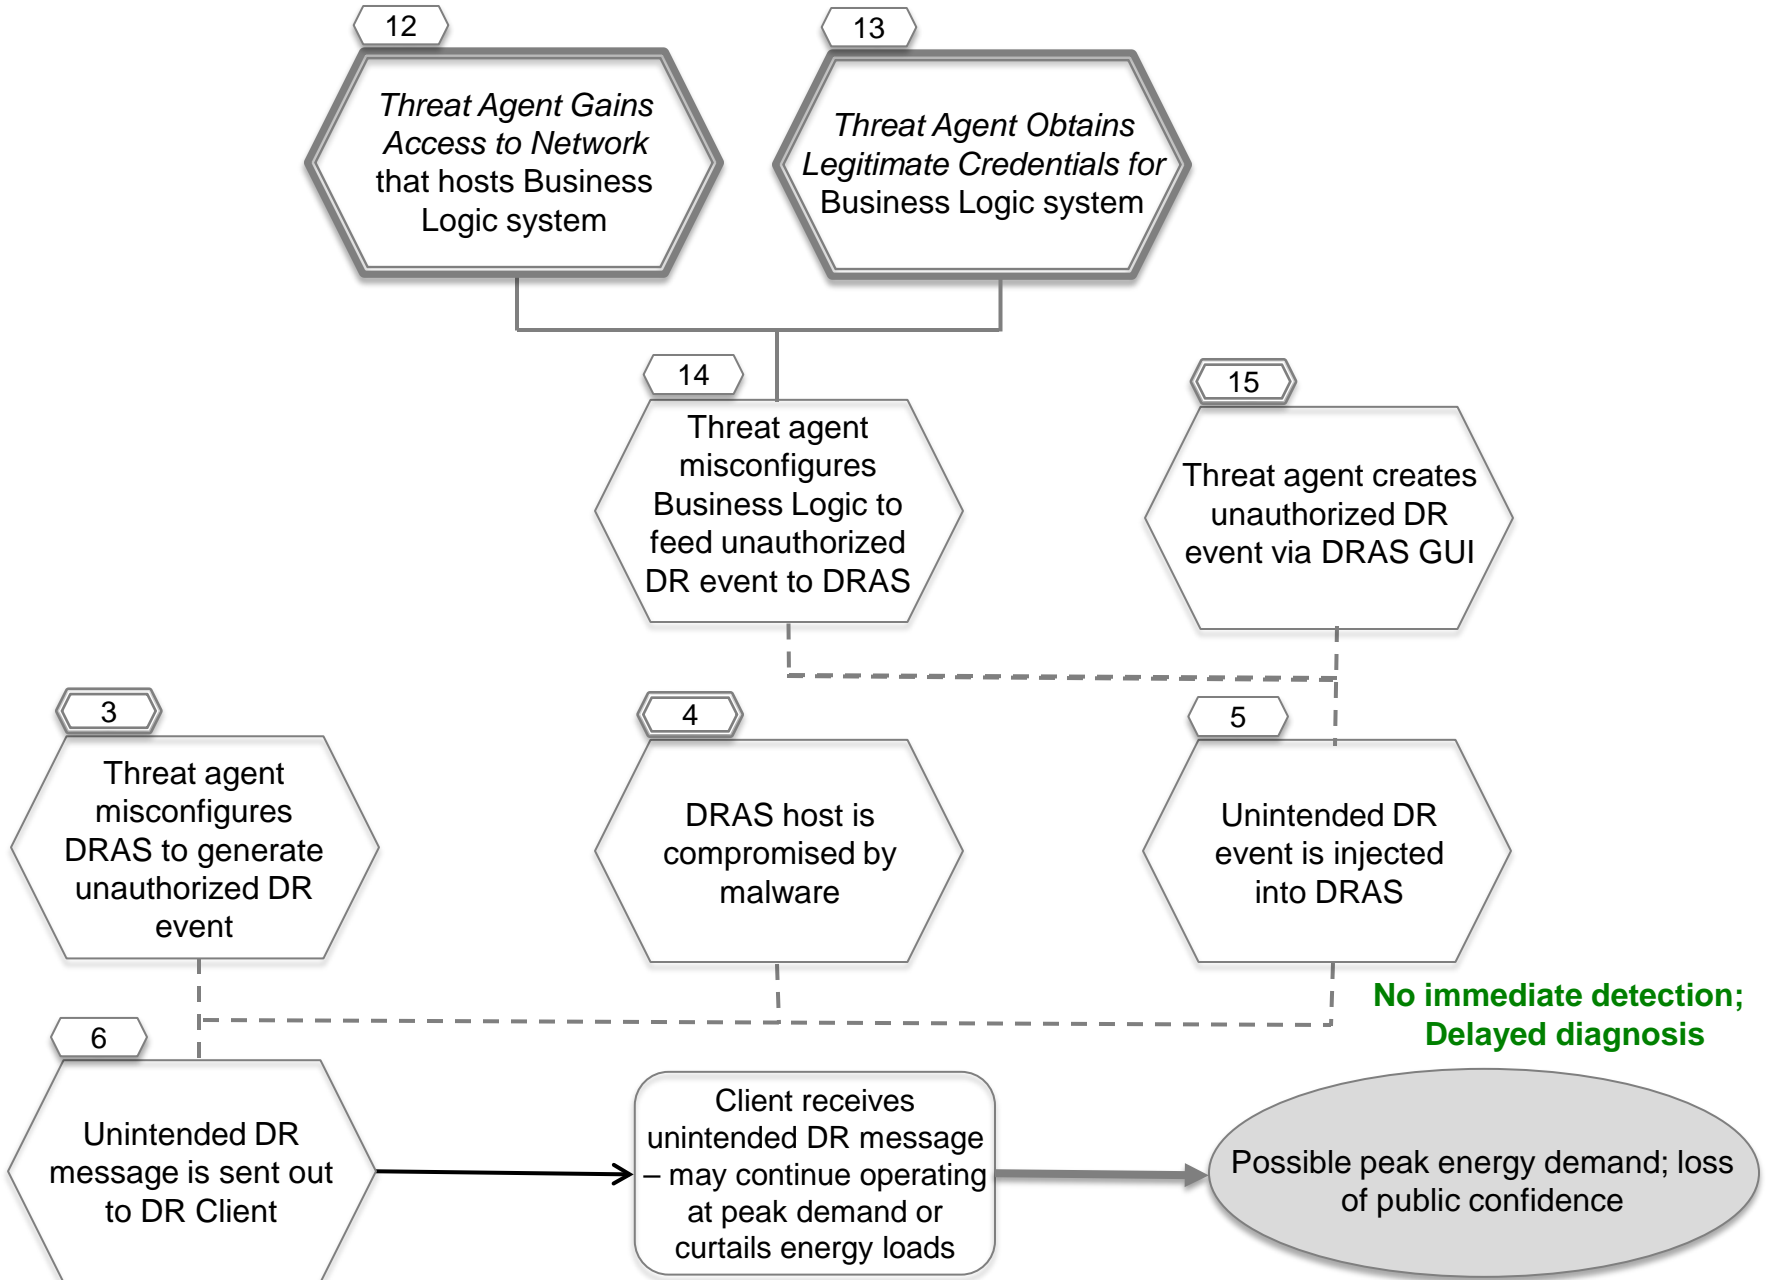 12
Threat Agent Gains
Access to Network
that hosts Business
Logic system
13
Threat Agent Obtains
Legitimate Credentials for
Business Logic system
14
Threat agent
misconfigures
Business Logic to
feed unauthorized
DR event to DRAS
15
Threat agent creates
unauthorized DR
event via DRAS GUI
3
Threat agent
misconfigures
DRAS to generate
unauthorized DR
event
4
DRAS host is
compromised by
malware
5
Unintended DR
event is injected
into DRAS
No immediate detection;
Delayed diagnosis
6
Unintended DR
message is sent out
to DR Client
Client receives
unintended DR message
– may continue operating
at peak demand or
curtails energy loads
Possible peak energy demand; loss
of public confidence